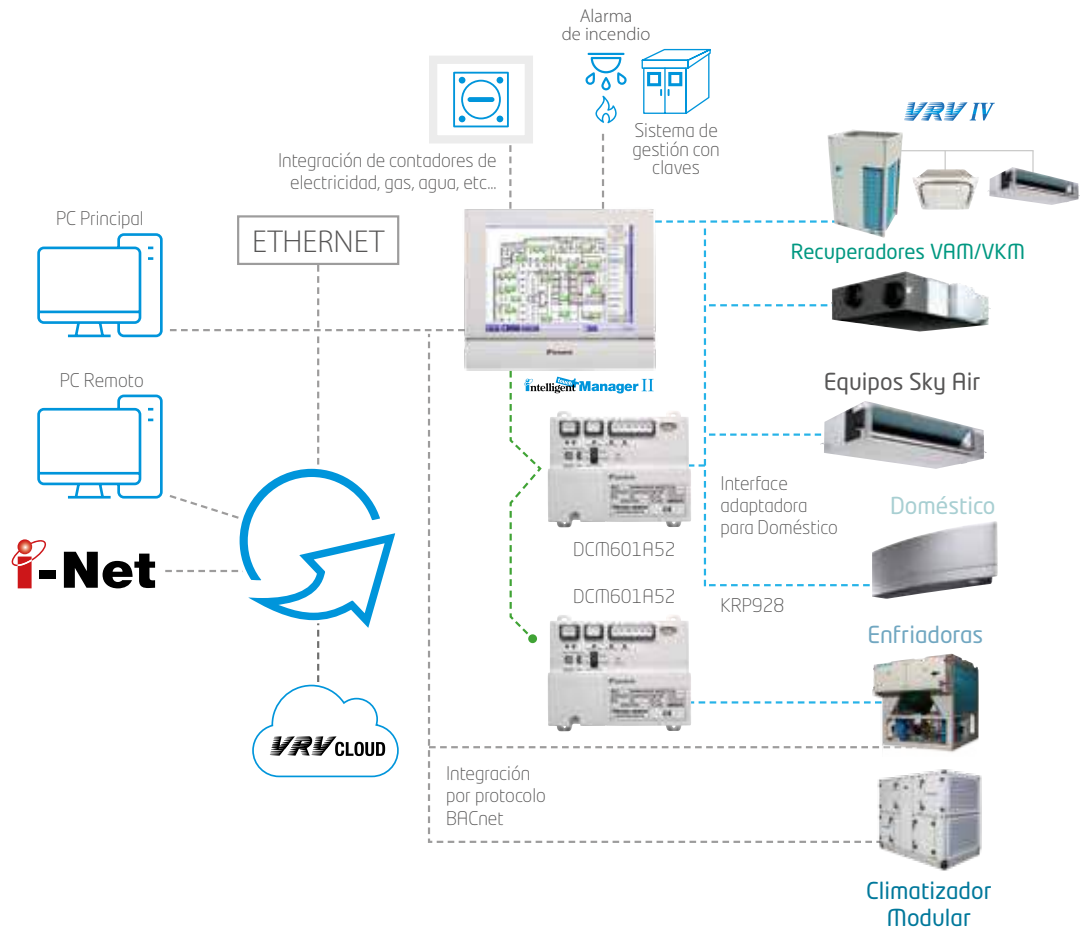 Alarma
de incendio
Sistema de
gestión con
claves
Integración de contadores de
electricidad, gas, agua, etc...
VRV IV
PC Principal
ETHERNET
Recuperadores VAM/VKM
DAIKIN
intelligent Manager II
PC Remoto
Equipos Sky Air
Interface
adaptadora
para Doméstico
Doméstico
DCM601A52
i-Net
DCM601A52
KRP928
Enfriadoras
VRV CLOUD
Integración
por protocolo
BACnet
Climatizador
Modular